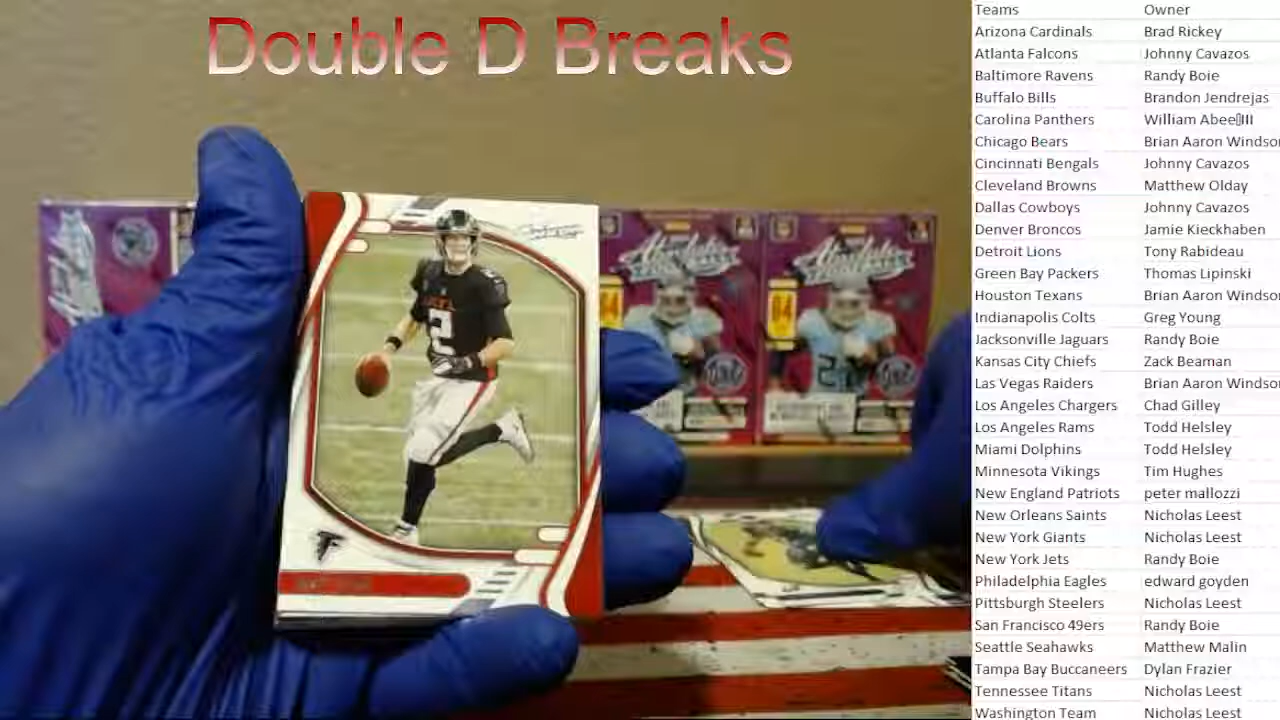 Double D Breaks
Teams Owner
Arizona Cardinals Brad Rickey
Atlanta Falcons Johnny Cavazos
Baltimore Ravens Randy Boie
Buffalo Bills Brandon Jendrejas
Carolina Panthers William Abee▯III
Chicago Bears Brian Aaron Windso
Cincinnati Bengals Johnny Cavazos
Cleveland Browns Matthew Olday
Dallas Cowboys Johnny Cavazos
Denver Broncos Jamie Kieckhaben
Detroit Lions Tony Rabideau
Green Bay Packers Thomas Lipinski
Houston Texans Brian Aaron Windso
Indianapolis Colts Greg Young
Jacksonville Jaguars Randy Boie
Kansas City Chiefs Zack Beaman
Las Vegas Raiders Brian Aaron Windso
Los Angeles Chargers Chad Gilley
Los Angeles Rams Todd Helsley
Miami Dolphins Todd Helsley
Minnesota Vikings Tim Hughes
New England Patriots peter mallozzi
New Orleans Saints Nicholas Leest
New York Giants Nicholas Leest
New York Jets Randy Boie
Philadelphia Eagles edward goyden
Pittsburgh Steelers Nicholas Leest
San Francisco 49ers Randy Boie
Seattle Seahawks Matthew Malin
Tampa Bay Buccaneers Dylan Frazier
Tennessee Titans Nicholas Leest
Washington Team Nicholas Leest
2
Absolute
64
Absolute
64